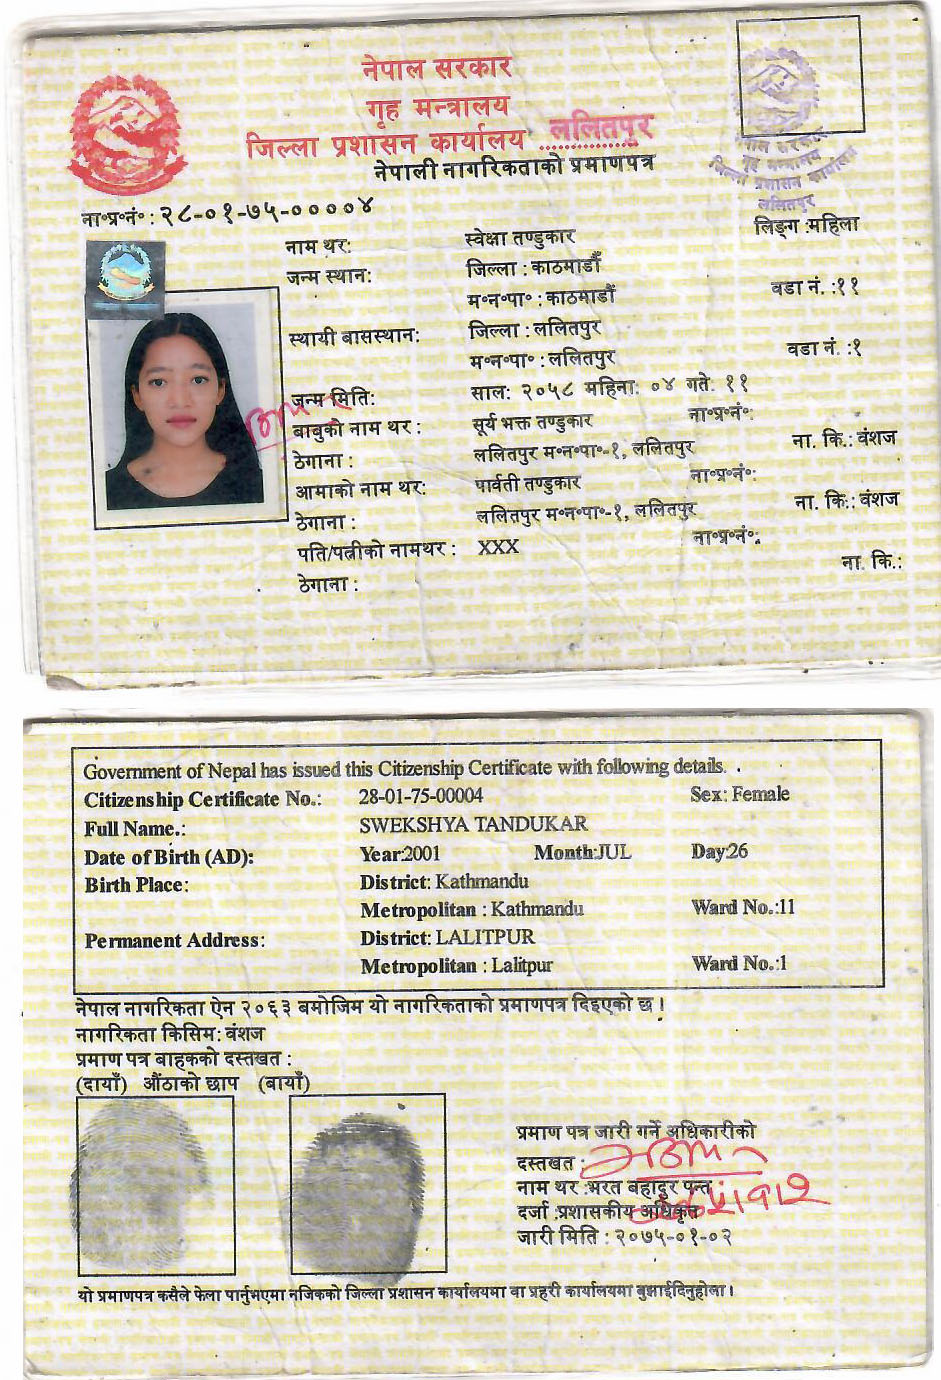 नेपाल सरकार
गृह मन्त्रालय
जिल्ला प्रशासन कार्यालय ललितपुर
नेपाली नागरिकताको प्रमाणपत्र
नेपाल सरकार
गृह मन्त्रालय
जिल्ला प्रशासन कार्यालय
ललितपुर
ना॰प्र॰नं॰ : २८-०१-७५-००००४
नाम थर: स्वेक्षा तण्डुकार लिङ्ग :महिला
जन्म स्थान: जिल्ला : काठमाडौँ
म॰न॰पा॰ : काठमाडौँ वडा नं. :११
स्थायी बासस्थान: जिल्ला : ललितपुर
म॰न॰पा॰ : ललितपुर वडा नं. :१
जन्म मिति: साल: २०५८ महिना: ०४ गते: ११
बाबुको नाम थर : सूर्य भक्त तण्डुकार ना॰प्र॰नं॰:
ठेगाना : ललितपुर म॰न॰पा॰-१, ललितपुर ना. कि.: वंशज
आमाको नाम थर: पार्वती तण्डुकार ना॰प्र॰नं॰:
ठेगाना : ललितपुर म॰न॰पा॰-१, ललितपुर ना. कि.: वंशज
पति/पत्नीको नामथर : XXX ना॰प्र॰नं॰:
ठेगाना : ना. कि.:
Government of Nepal has issued this Citizenship Certificate with following details.
Citizenship Certificate No.: 28-01-75-00004 Sex: Female
Full Name.: SWEKSHYA TANDUKAR
Date of Birth (AD): Year:2001 Month:JUL Day:26
Birth Place: District: Kathmandu
Metropolitan : Kathmandu Ward No.:11
Permanent Address: District: LALITPUR
Metropolitan : Lalitpur Ward No.:1
नेपाल नागरिकता ऐन २०६३ बमोजिम यो नागरिकताको प्रमाणपत्र दिइएको छ।
नागरिकता किसिम: वंशज
प्रमाण पत्र बाहकको दस्तखत :
(दायाँ) औंठाको छाप (बायाँ)
प्रमाण पत्र जारी गर्ने अधिकारीको
दस्तखत :
नाम थर :भरत बहादुर पन्त
दर्जा :प्रशासकीय अधिकृत
जारी मिति : २०७५-०१-०२
यो प्रमाणपत्र कसैले फेला पार्नुभएमा नजिकको जिल्ला प्रशासन कार्यालयमा वा प्रहरी कार्यालयमा बुझाईदिनुहोला।